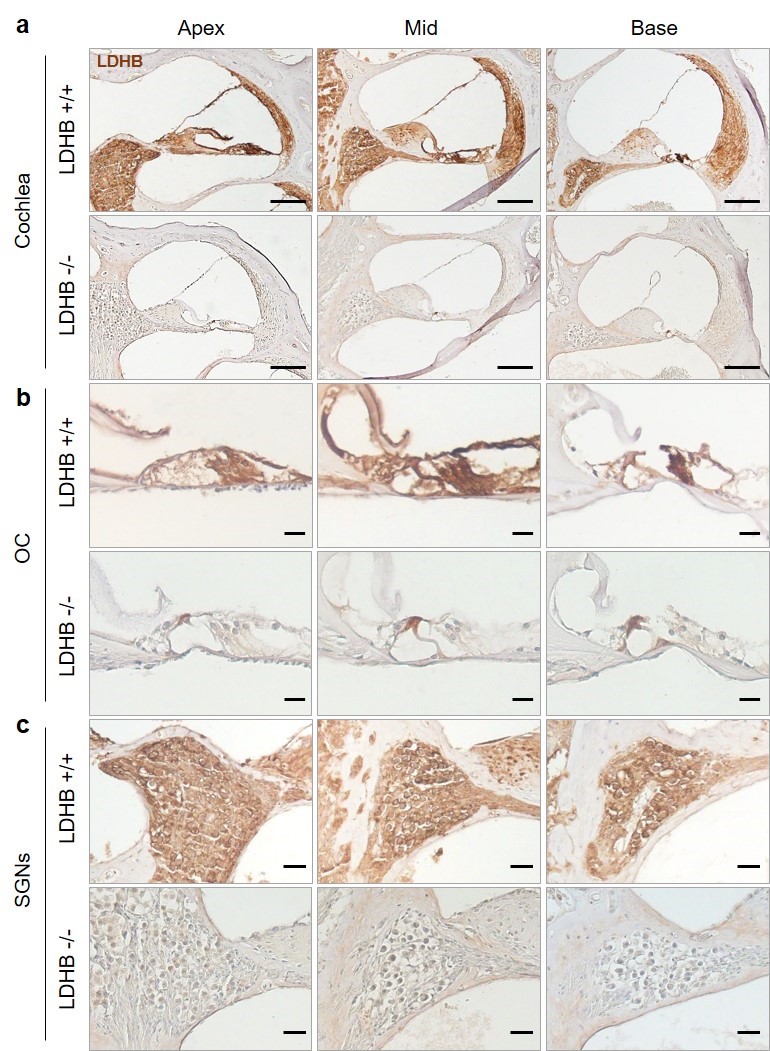 a
Apex
Mid
Base
Cochlea
LDHB +/+
LDHB
LDHB -/-
b
OC
LDHB +/+
LDHB -/-
c
SGNs
LDHB +/+
LDHB -/-